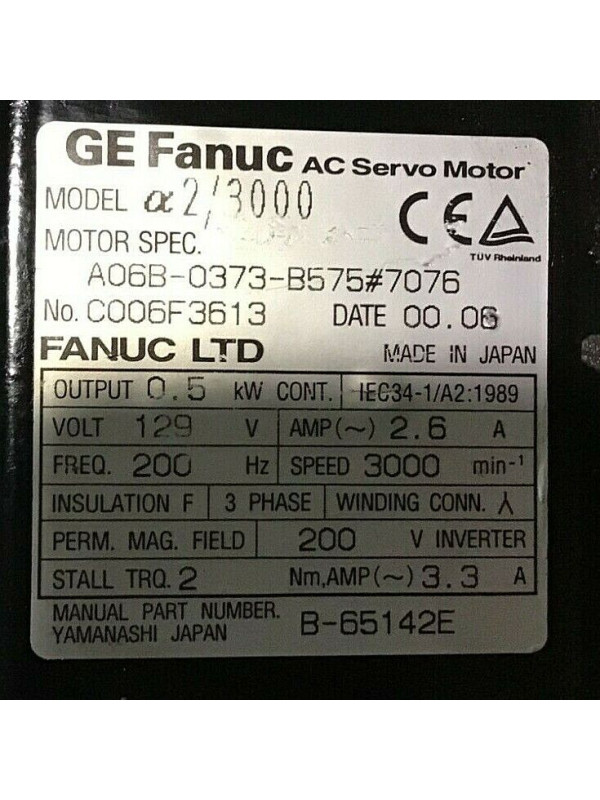 GE Fanuc AC Servo Motor
MODEL α2/3000
CE
TÜV Rheinland
MOTOR SPEC.
A06B-0373-B575#7076
No. C006F3613 DATE 00.06
FANUC LTD MADE IN JAPAN
OUTPUT 0.5 kW CONT. IEC34-1/A2:1989
VOLT 129 V AMP(~) 2.6 A
FREQ. 200 Hz SPEED 3000 min-1
INSULATION F 3 PHASE WINDING CONN. 人
PERM. MAG. FIELD 200 V INVERTER
STALL TRQ. 2 Nm, AMP(~) 3.3 A
MANUAL PART NUMBER. B-65142E
YAMANASHI JAPAN